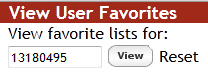 View User Favorites
View favorite lists for:
13180495 View Reset